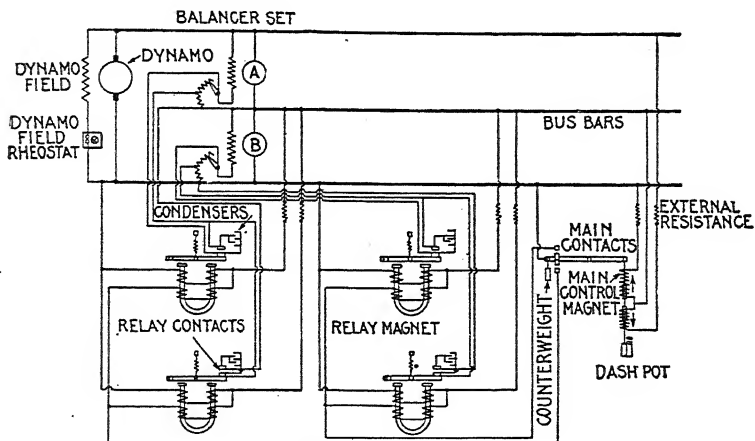 BALANCER SET
DYNAMO
DYNAMO
FIELD
A
DYNAMO
FIELD
RHEOSTAT
B
BUS BARS
CONDENSERS
EXTERNAL
RESISTANCE
MAIN
CONTACTS
MAIN
CONTROL
MAGNET
COUNTERWEIGHT
RELAY CONTACTS
RELAY MAGNET
DASH POT